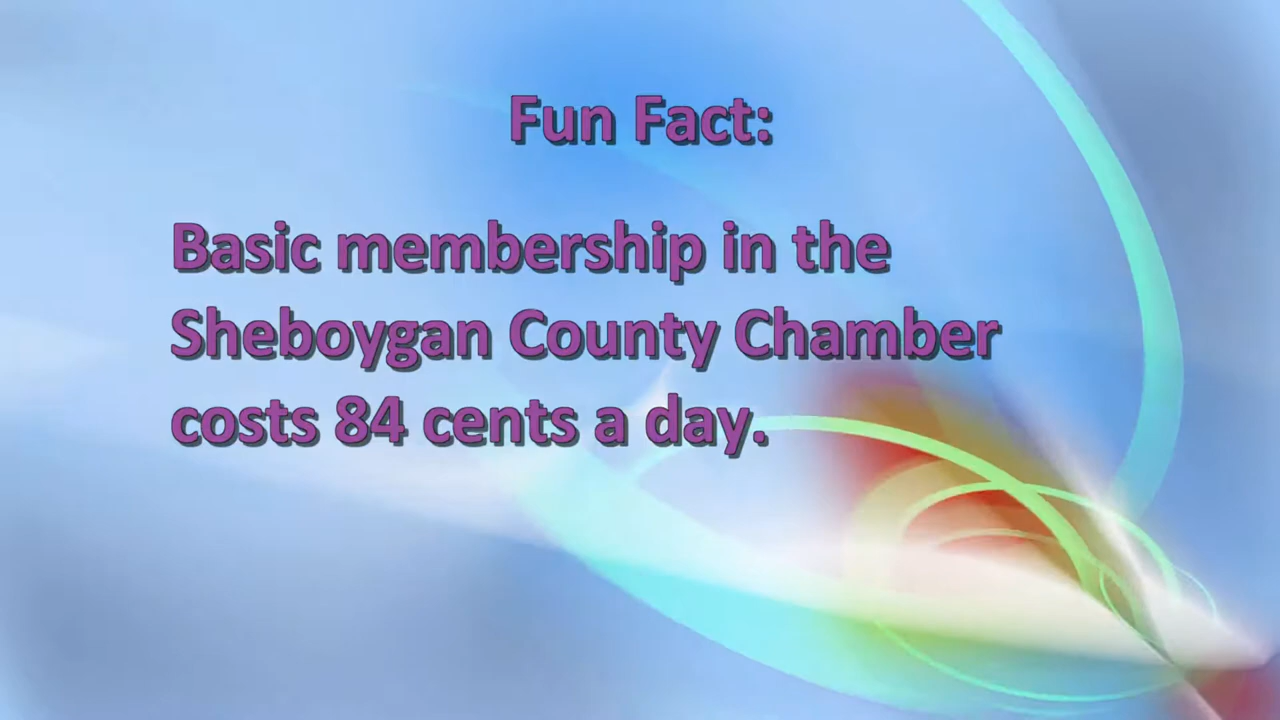 Fun Fact:
Basic membership in the
Sheboygan County Chamber
costs 84 cents a day.